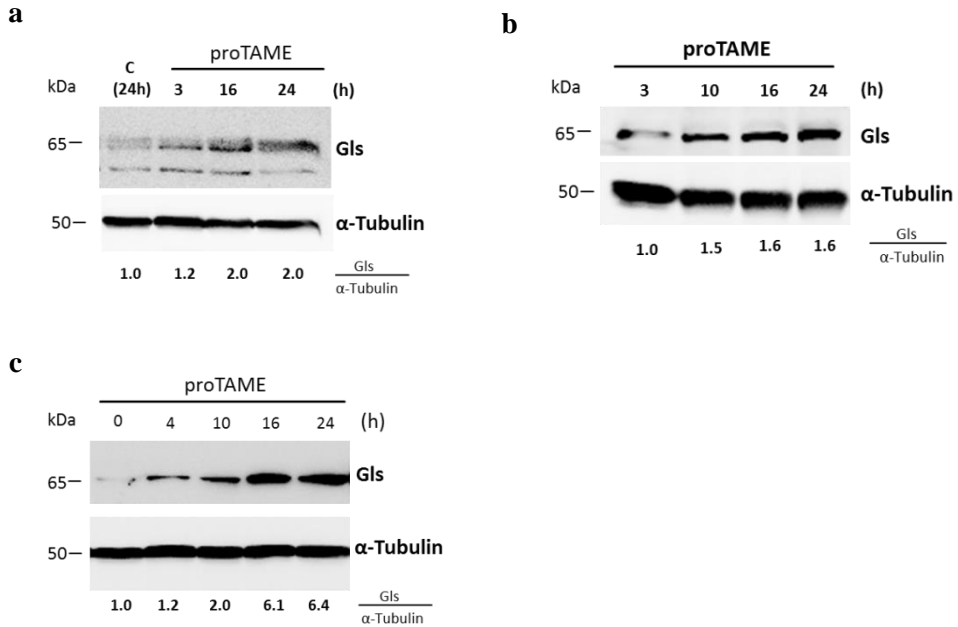 a
proTAME
C
(24h) 3 16 24 (h)
kDa
65 Gls
50 α-Tubulin
1.0 1.2 2.0 2.0 Gls
α-Tubulin
b
proTAME
kDa 3 10 16 24 (h)
65 Gls
50 α-Tubulin
1.0 1.5 1.6 1.6 Gls
α-Tubulin
c
proTAME
kDa 0 4 10 16 24 (h)
65 Gls
50 α-Tubulin
1.0 1.2 2.0 6.1 6.4 Gls
α-Tubulin